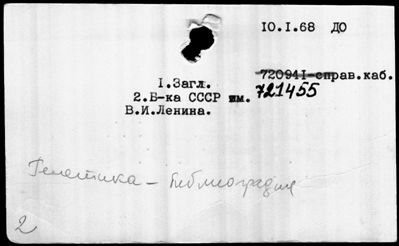 10.I.68 ДО
720941-справ.каб.
I.Загл.
2.Б-ка СССР им. 721455
В.И.Ленина.
Генетика – библиография
2